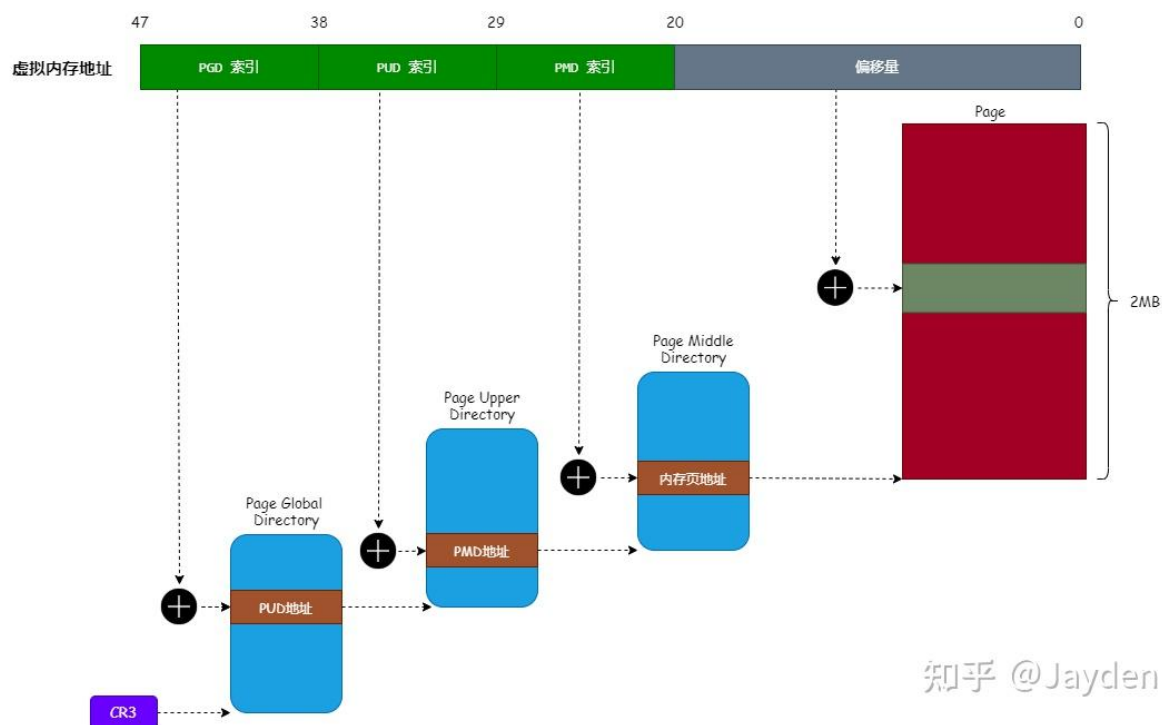 47 38 29 20 0
虚拟内存地址 PGD 索引 PUD 索引 PMD 索引 偏移量
Page
2MB
Page Middle
Directory
内存页地址
Page Upper
Directory
PMD地址
Page Global
Directory
PUD地址
CR3
知乎 @Jayden